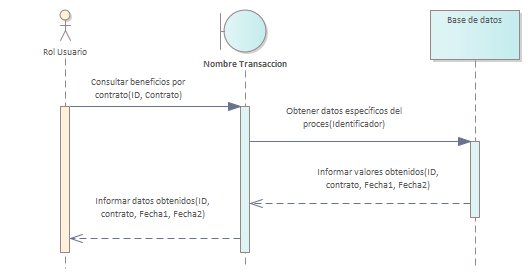 Base de datos
Rol Usuario
Nombre Transaccion
Consultar beneficios por
contrato(ID, Contrato)
Obtener datos específicos del
proces(Identificador)
Informar valores obtenidos(ID,
contrato, Fecha1, Fecha2)
Informar datos obtenidos(ID,
contrato, Fecha1, Fecha2)